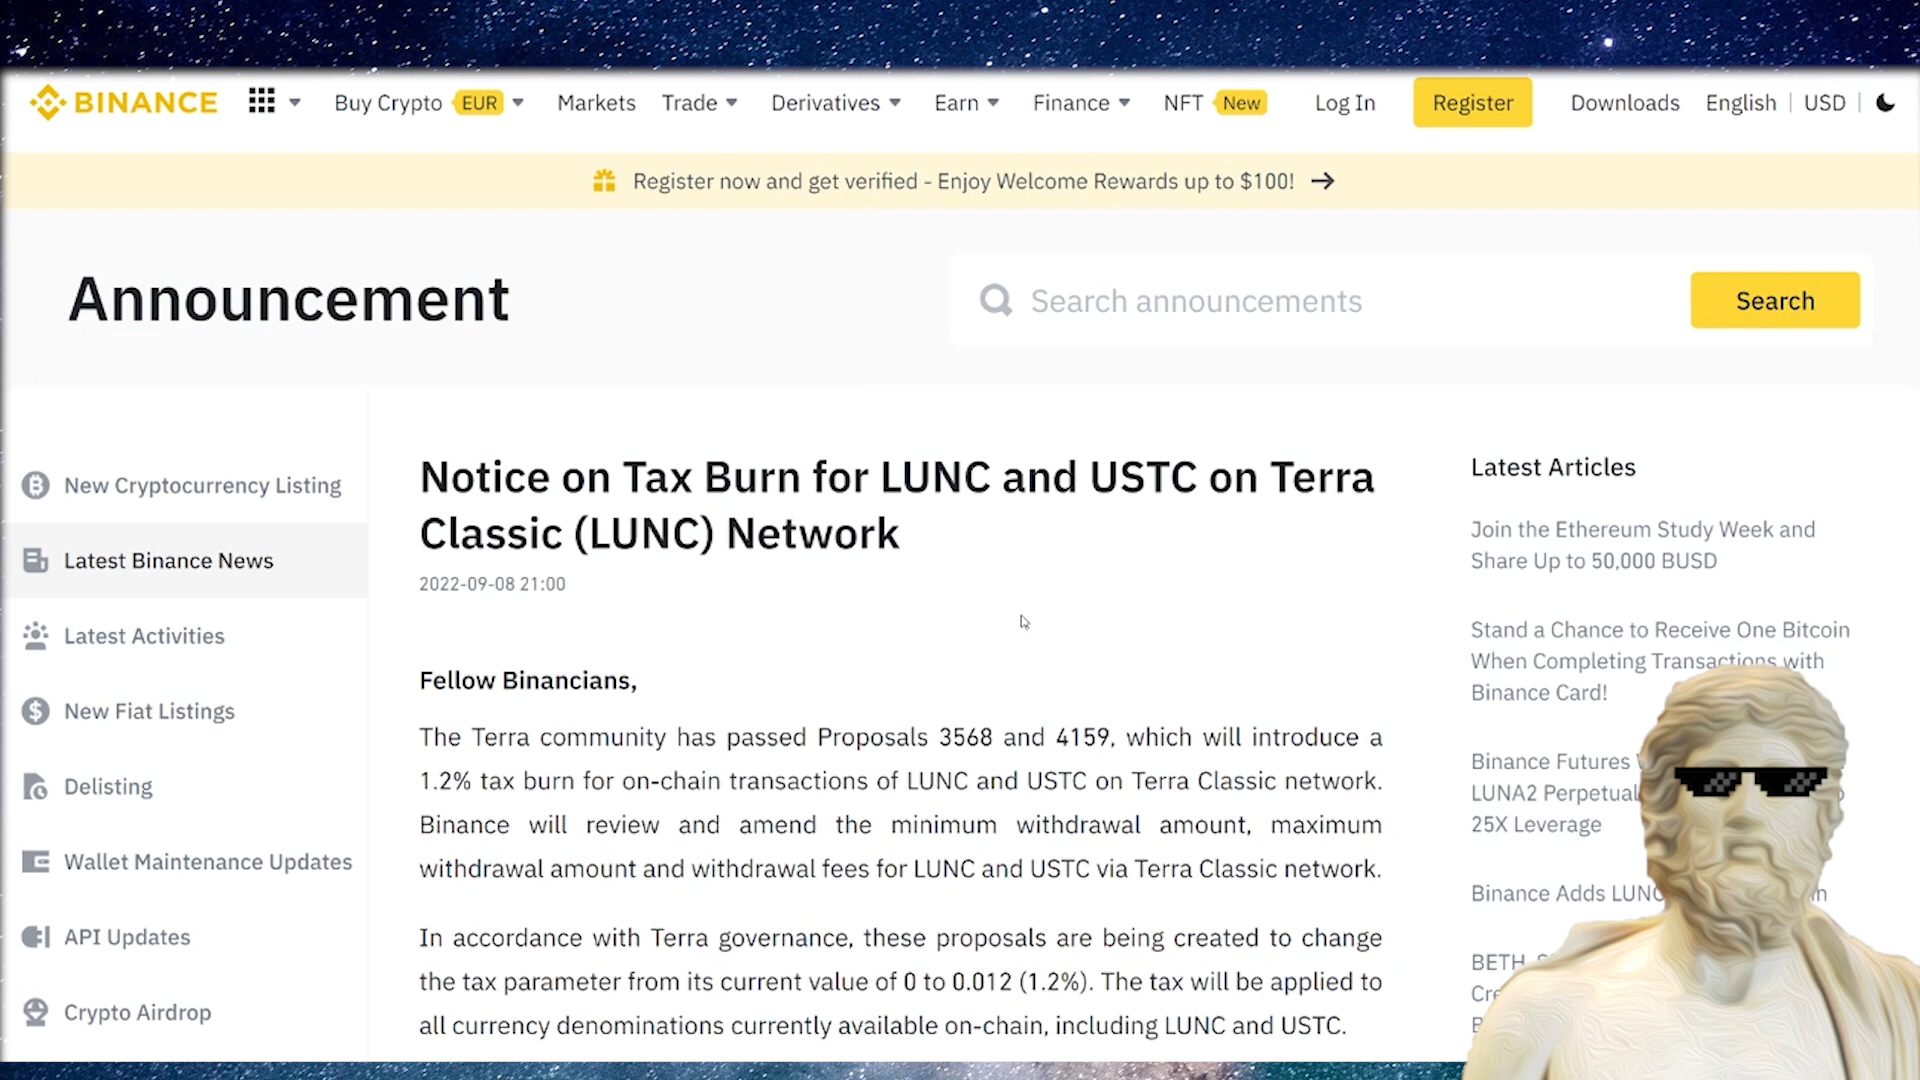 BINANCE
Buy Crypto EUR Markets Trade Derivatives Earn Finance NFT New Log In Register Downloads English USD
Register now and get verified - Enjoy Welcome Rewards up to $100!
Announcement
Search announcements
Search
New Cryptocurrency Listing
Latest Binance News
Latest Activities
New Fiat Listings
Delisting
Wallet Maintenance Updates
API Updates
Crypto Airdrop
Notice on Tax Burn for LUNC and USTC on Terra
Classic (LUNC) Network
2022-09-08 21:00
Fellow Binancians,
The Terra community has passed Proposals 3568 and 4159, which will introduce a
1.2% tax burn for on-chain transactions of LUNC and USTC on Terra Classic network.
Binance will review and amend the minimum withdrawal amount, maximum
withdrawal amount and withdrawal fees for LUNC and USTC via Terra Classic network.
In accordance with Terra governance, these proposals are being created to change
the tax parameter from its current value of 0 to 0.012 (1.2%). The tax will be applied to
all currency denominations currently available on-chain, including LUNC and USTC.
Latest Articles
Join the Ethereum Study Week and
Share Up to 50,000 BUSD
Stand a Chance to Receive One Bitcoin
When Completing Transactions with
Binance Card!
Binance Futures
LUNA2 Perpetual
25X Leverage
Binance Adds LUNC
BETH